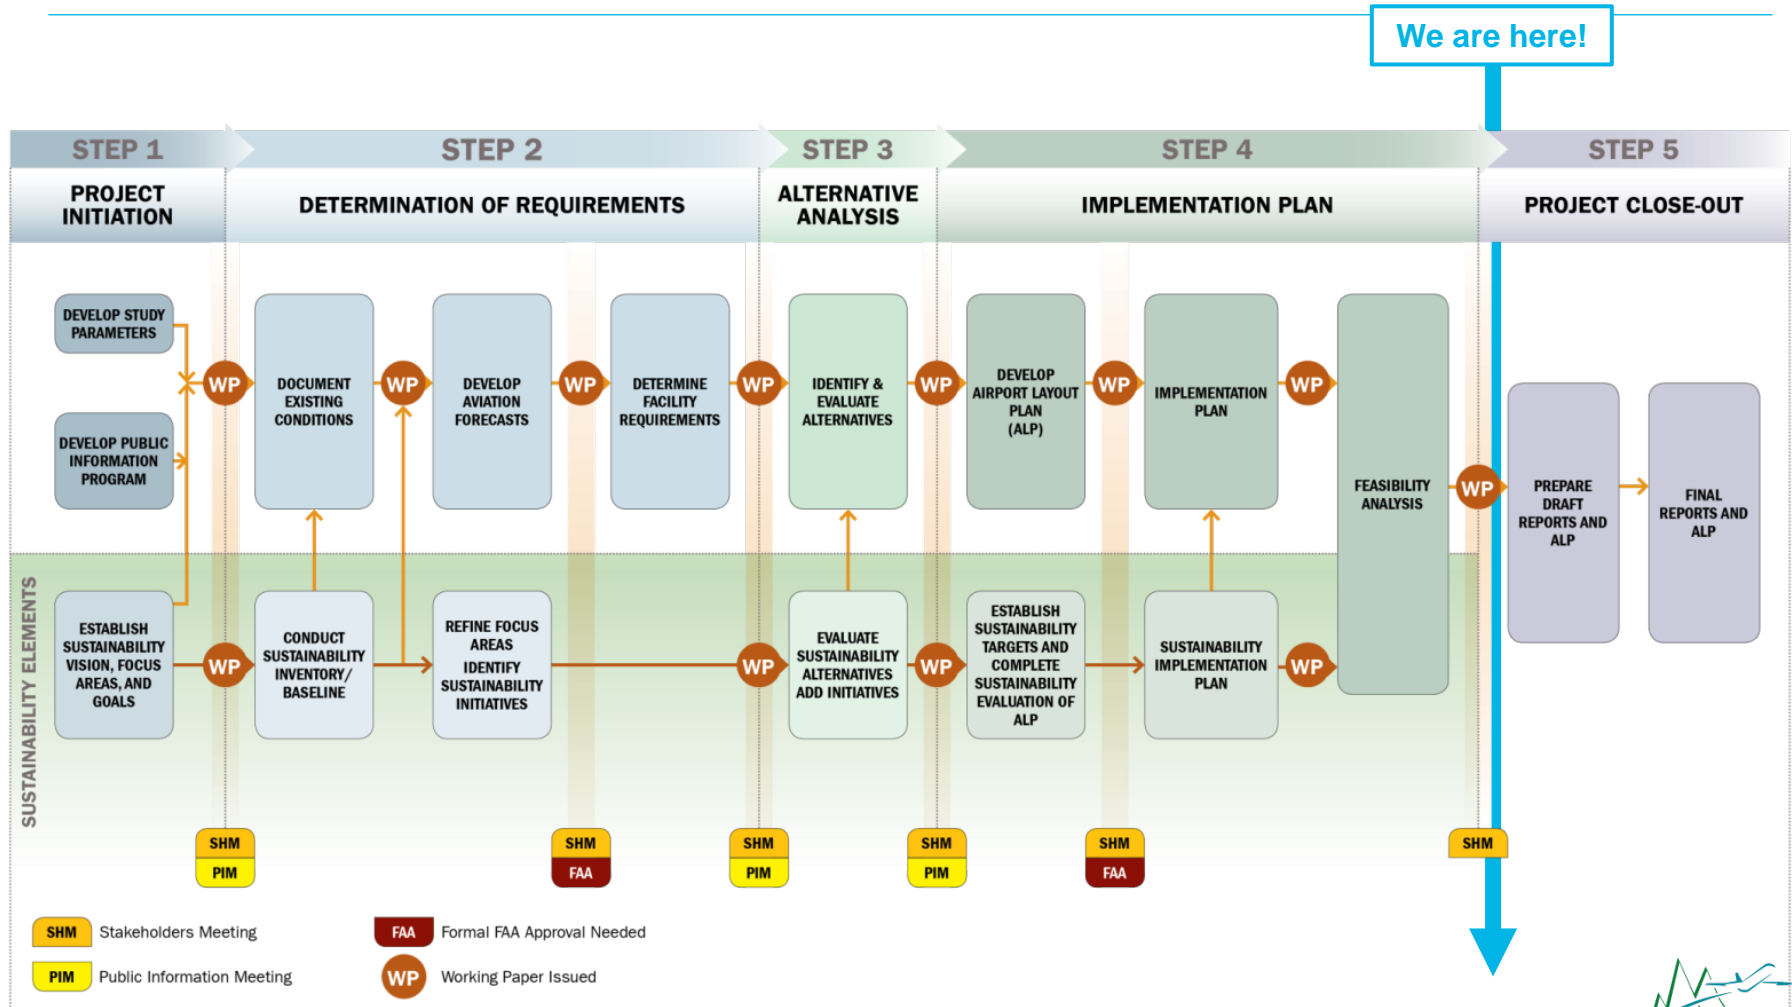 We are here!
STEP 1
STEP 2
STEP 3
STEP 4
STEP 5
PROJECT
INITIATION
DETERMINATION OF REQUIREMENTS
ALTERNATIVE
ANALYSIS
IMPLEMENTATION PLAN
PROJECT CLOSE-OUT
DEVELOP STUDY
PARAMETERS
DEVELOP PUBLIC
INFORMATION
PROGRAM
WP
DOCUMENT
EXISTING
CONDITIONS
WP
DEVELOP
AVIATION
FORECASTS
WP
DETERMINE
FACILITY
REQUIREMENTS
WP
IDENTIFY &
EVALUATE
ALTERNATIVES
WP
DEVELOP
AIRPORT LAYOUT
PLAN
(ALP)
WP
IMPLEMENTATION
PLAN
WP
FEASIBILITY
ANALYSIS
WP
PREPARE
DRAFT
REPORTS AND
ALP
FINAL
REPORTS AND
ALP
SUSTAINABILITY ELEMENTS
ESTABLISH
SUSTAINABILITY
VISION, FOCUS
AREAS, AND
GOALS
WP
CONDUCT
SUSTAINABILITY
INVENTORY/
BASELINE
REFINE FOCUS
AREAS
IDENTIFY
SUSTAINABILITY
INITIATIVES
WP
EVALUATE
SUSTAINABILITY
ALTERNATIVES
ADD INITIATIVES
WP
ESTABLISH
SUSTAINABILITY
TARGETS AND
COMPLETE
SUSTAINABILITY
EVALUATION OF
ALP
SUSTAINABILITY
IMPLEMENTATION
PLAN
WP
SHM
PIM
SHM
FAA
SHM
PIM
SHM
PIM
SHM
FAA
SHM
SHM Stakeholders Meeting
FAA Formal FAA Approval Needed
PIM Public Information Meeting
WP Working Paper Issued